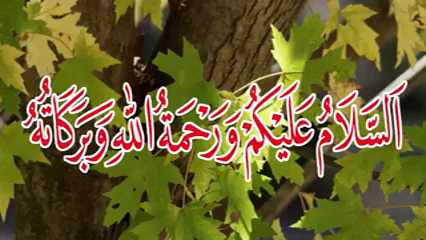 اَلسَّلَامُ عَلَيْكُمْ وَرَحْمَةُ اللّٰهِ وَبَرَكَاتُهُ